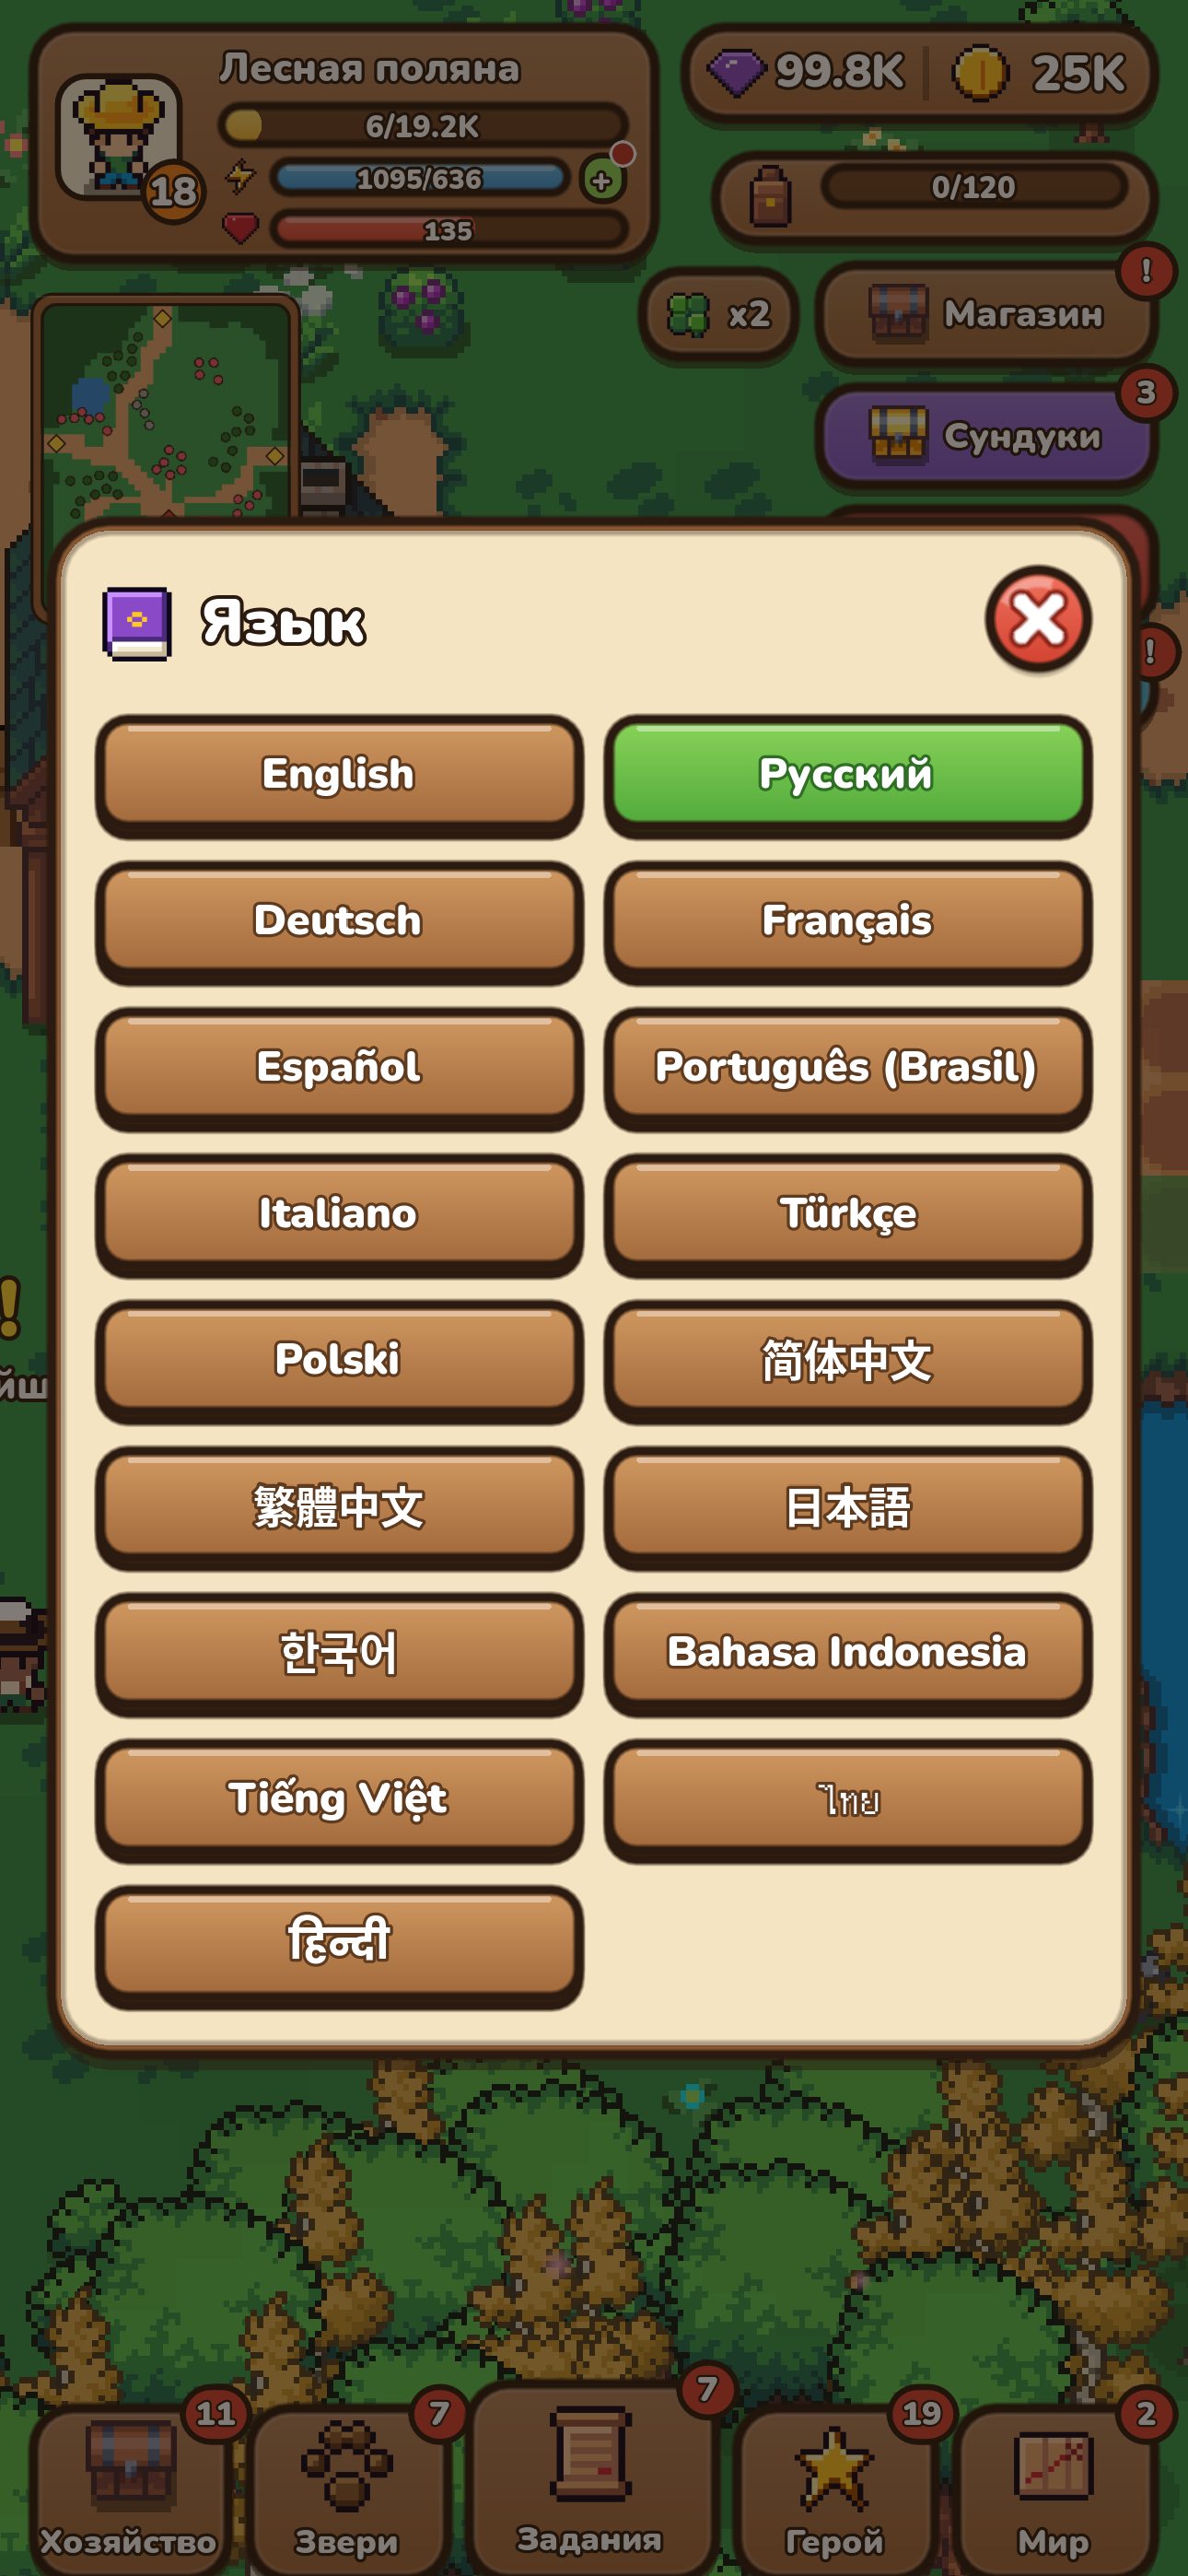 Лесная поляна
99.8K
25K
6/19.2K
18
1095/636
+
135
0/120
x2
Магазин
!
Сундуки
3
Язык
!
English
Русский
Deutsch
Français
Español
Português (Brasil)
Italiano
Türkçe
!
Polski
简体中文
йш
繁體中文
日本語
한국어
Bahasa Indonesia
Tiếng Việt
ไทย
हिन्दी
11
7
7
19
2
Хозяйство
Звери
Задания
Герой
Мир